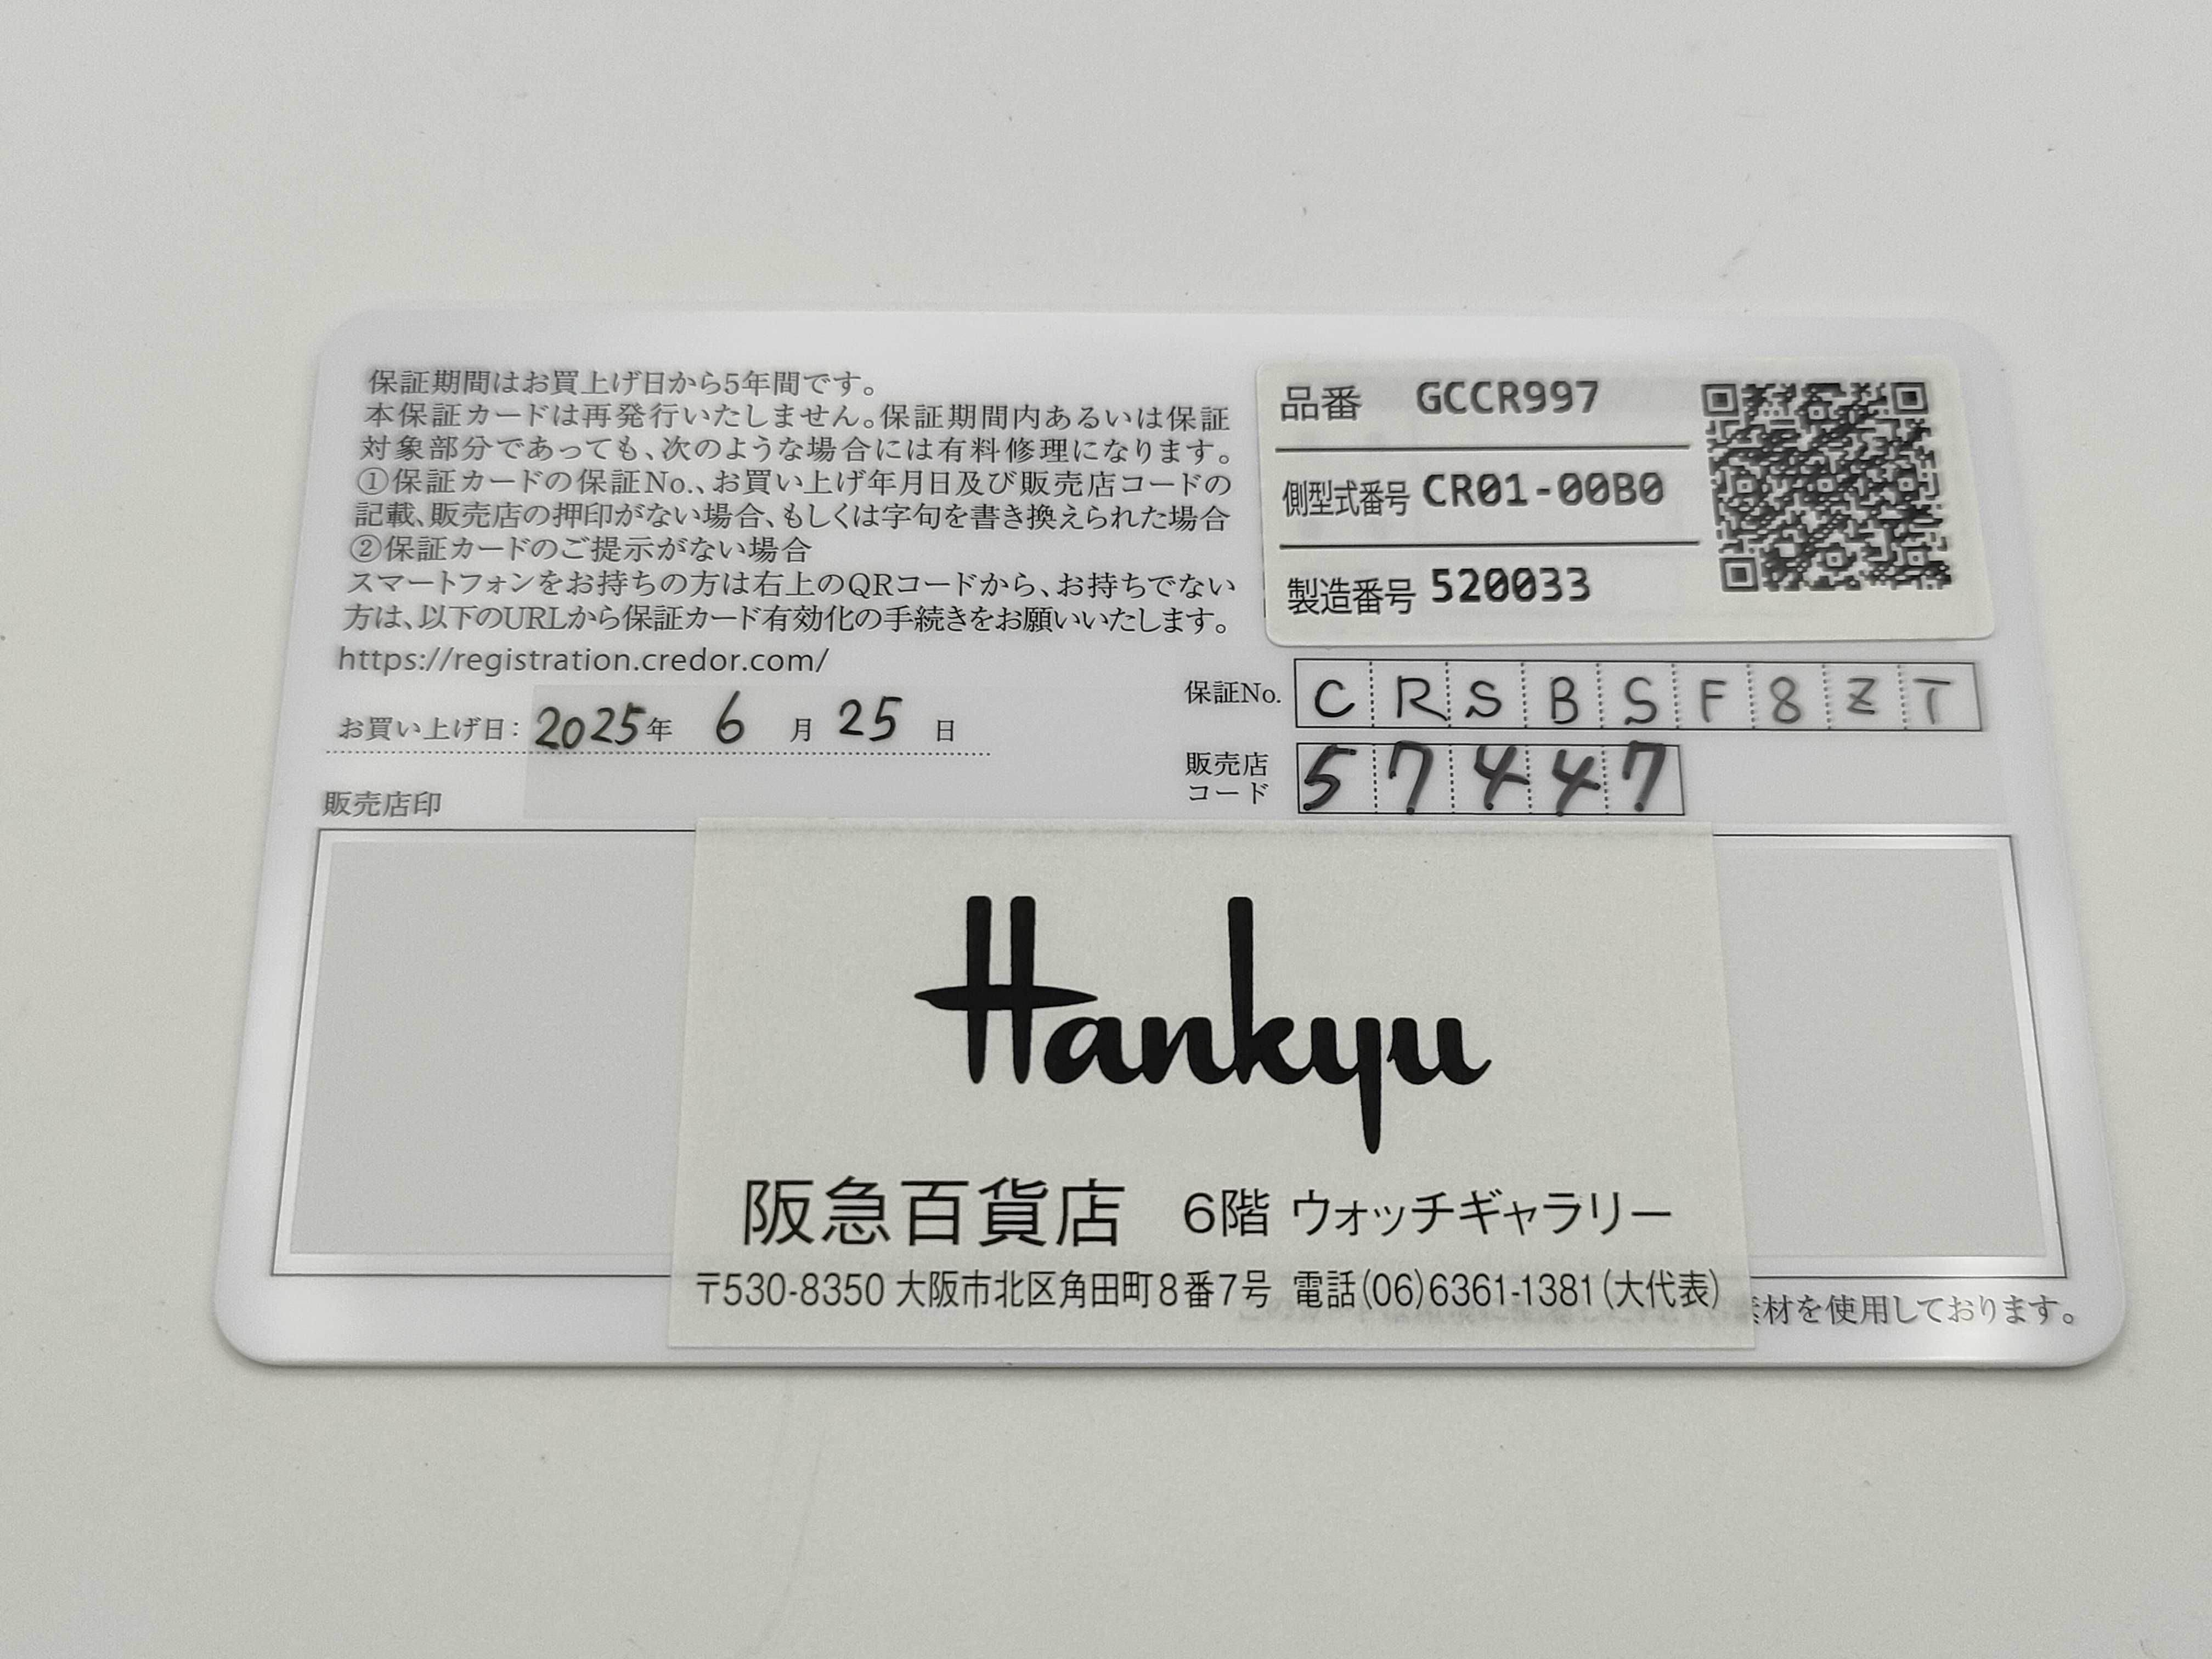 保証期間はお買上げ日から5年間です。
本保証カードは再発行いたしません。保証期間内あるいは保証
対象部分であっても、次のような場合には有料修理になります。
①保証カードの保証No.、お買い上げ年月日及び販売店コードの
記載、販売店の押印がない場合、もしくは字句を書き換えられた場合
②保証カードのご提示がない場合
スマートフォンをお持ちの方は右上のQRコードから、お持ちでない
方は、以下のURLから保証カード有効化の手続きをお願いいたします。
https://registration.credor.com/
お買い上げ日: 2025年 6 月 25 日
販売店印
品番 GCCR997
側型式番号 CR01-00B0
製造番号 520033
保証No. C R S B S F 8 Z T
販売店
コード 5 7 4 4 7
Hankyu
阪急百貨店 6階 ウォッチギャラリー
〒530-8350 大阪市北区角田町8番7号 電話(06)6361-1381(大代表)
材を使用しております。